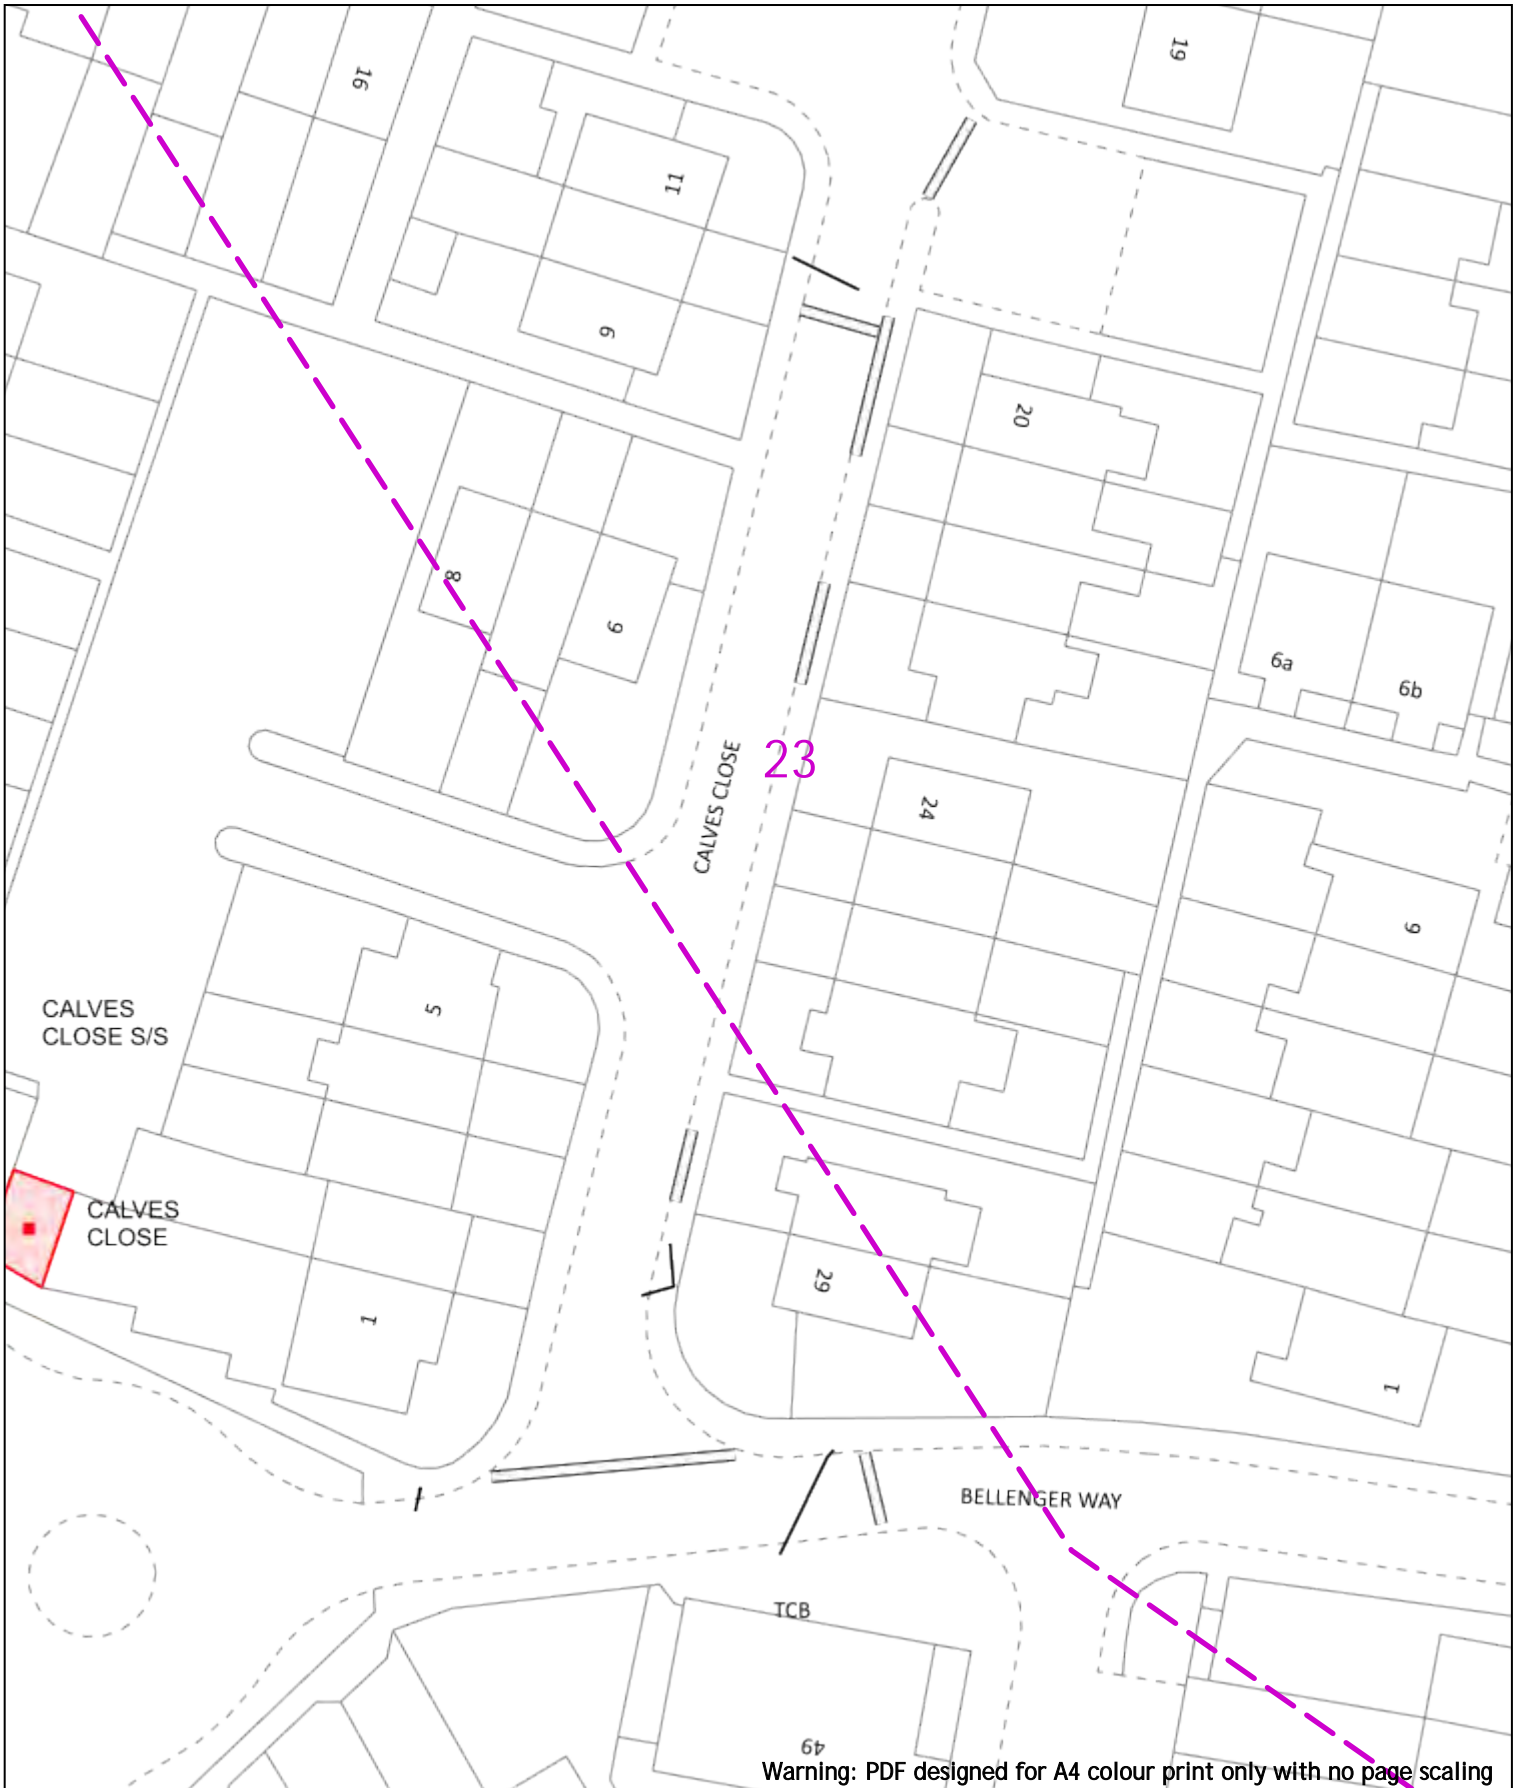 16
19
11
9
20
8
6
6a
6b
CALVES CLOSE
23
24
9
5
CALVES
CLOSE S/S
CALVES
CLOSE
29
1
1
BELLENGER WAY
TCB
49
Warning: PDF designed for A4 colour print only with no page scaling